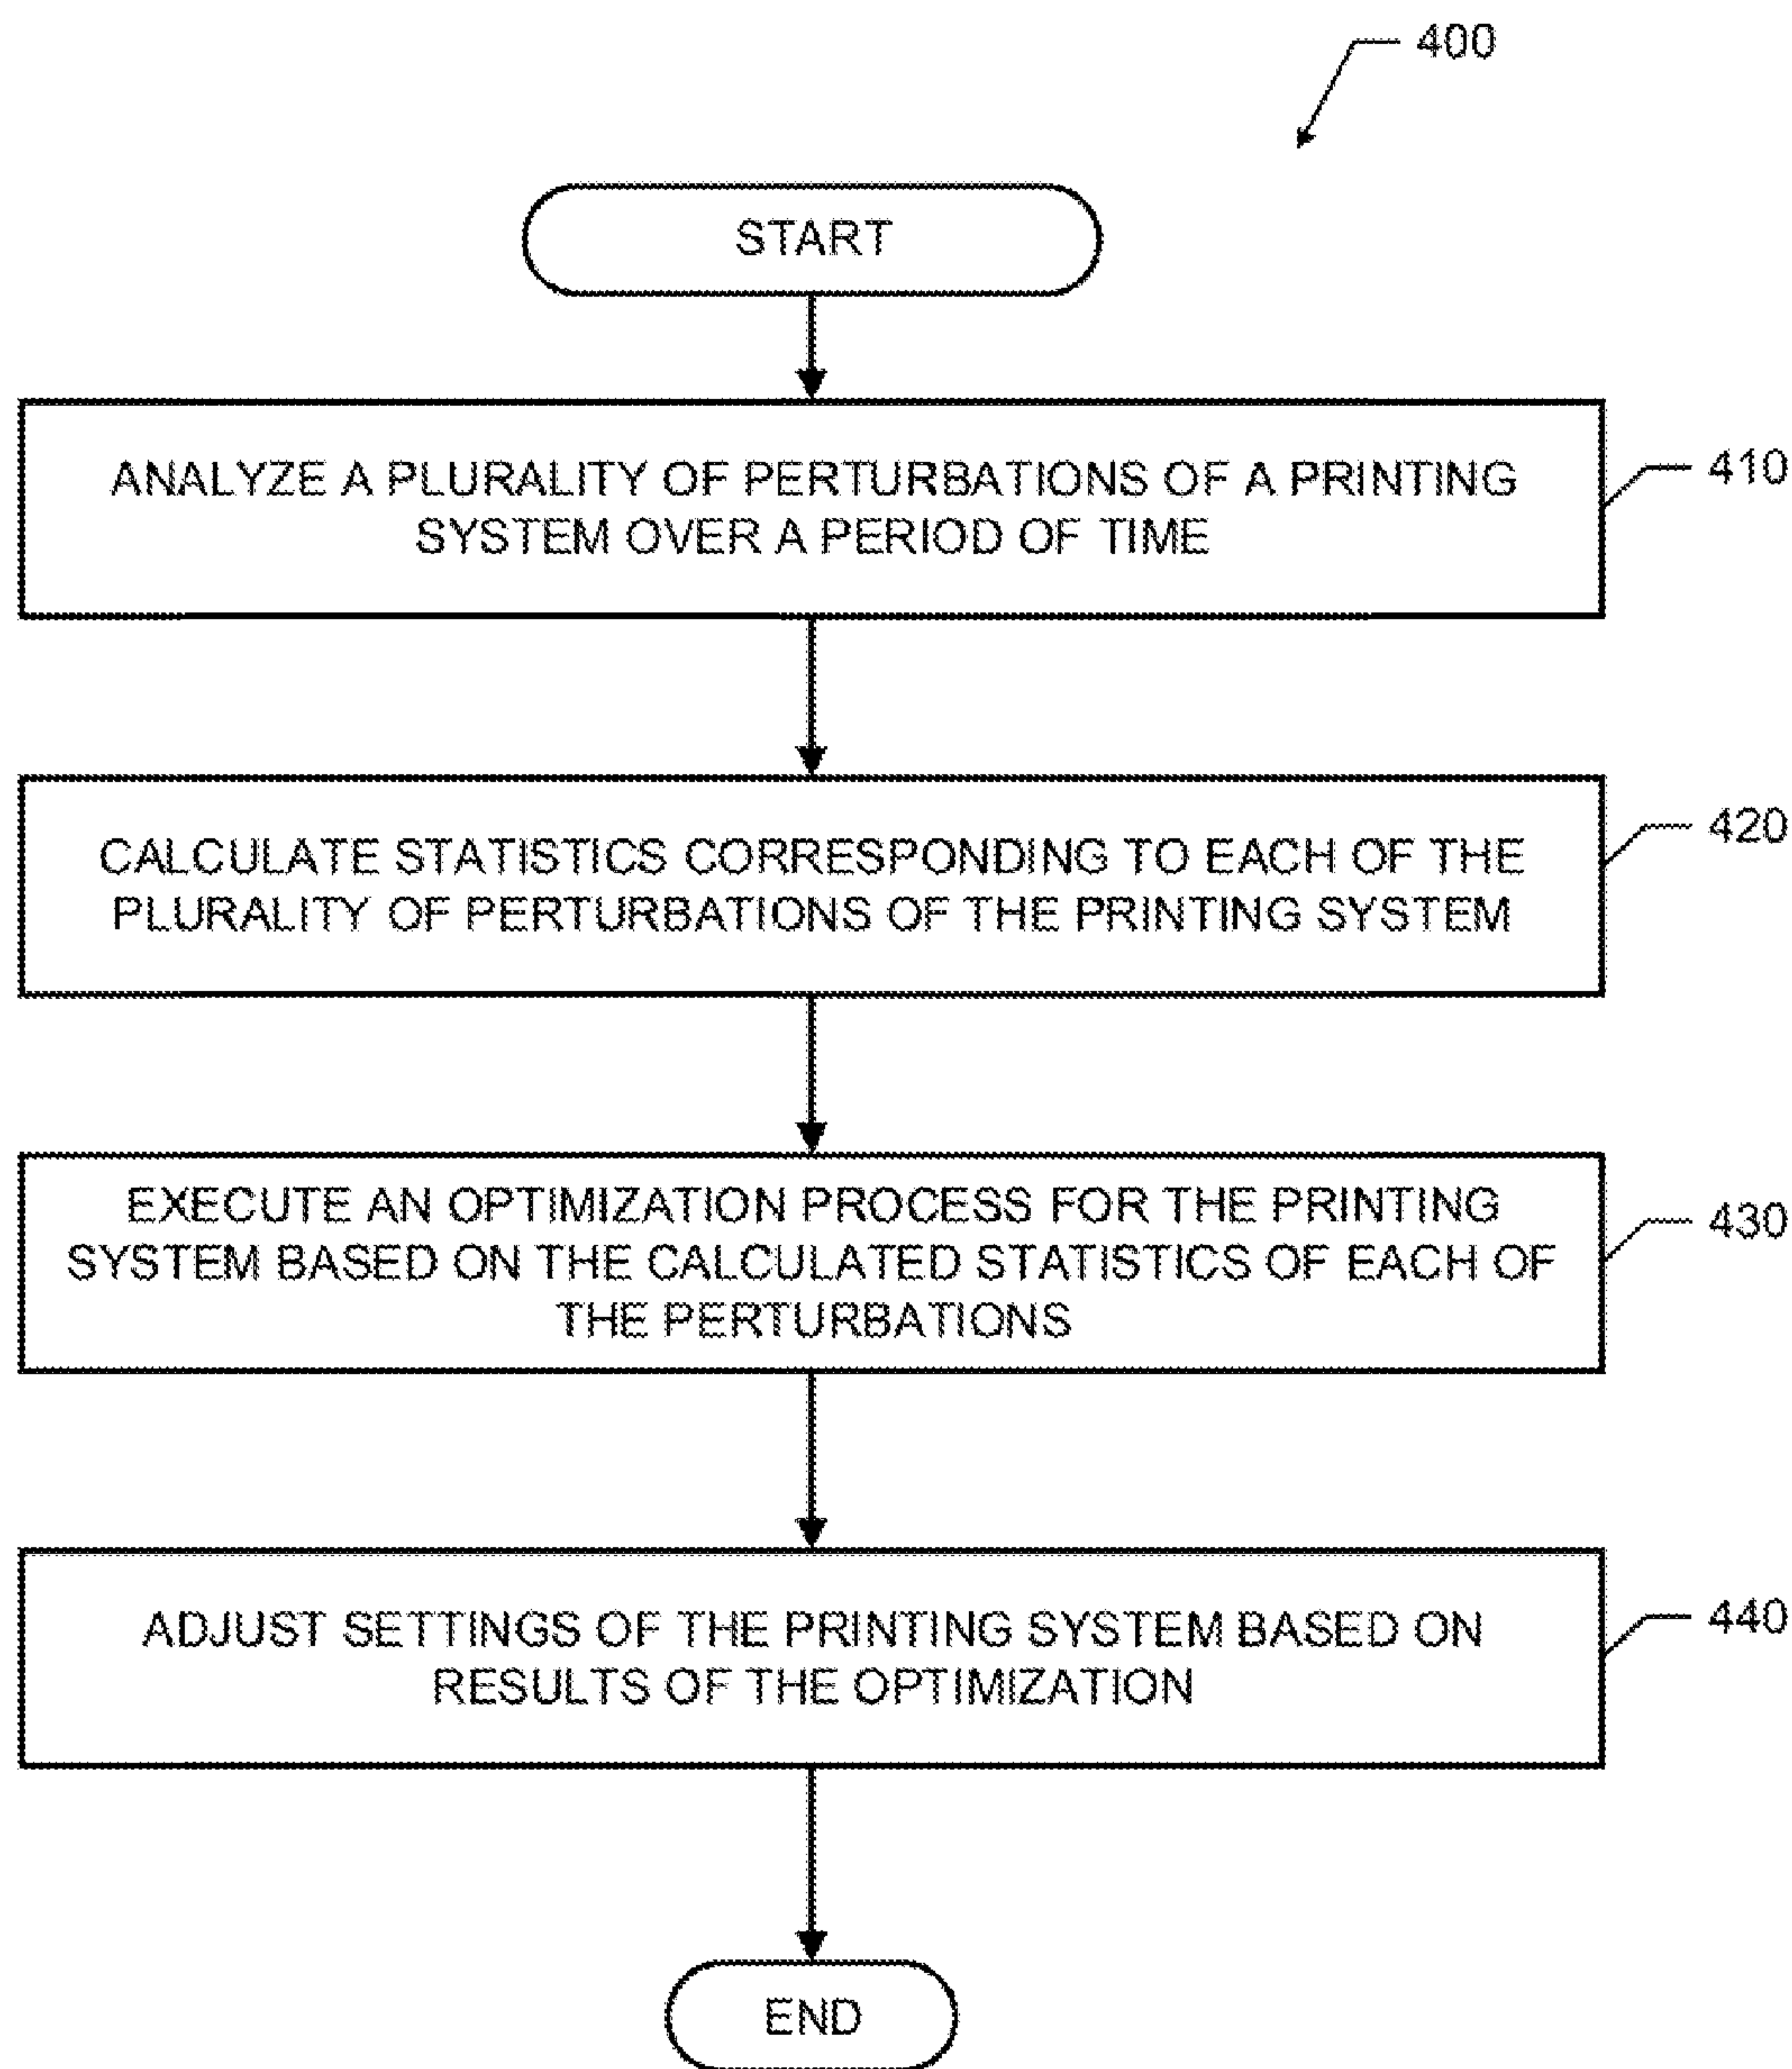 400
START
ANALYZE A PLURALITY OF PERTURBATIONS OF A PRINTING
SYSTEM OVER A PERIOD OF TIME
410
CALCULATE STATISTICS CORRESPONDING TO EACH OF THE
PLURALITY OF PERTURBATIONS OF THE PRINTING SYSTEM
420
EXECUTE AN OPTIMIZATION PROCESS FOR THE PRINTING
SYSTEM BASED ON THE CALCULATED STATISTICS OF EACH OF
THE PERTURBATIONS
430
ADJUST SETTINGS OF THE PRINTING SYSTEM BASED ON
RESULTS OF THE OPTIMIZATION
440
END